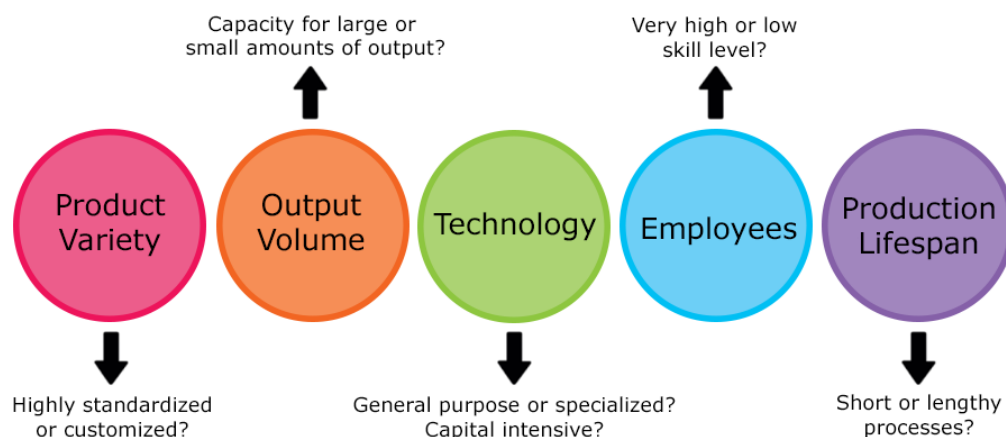 Capacity for large or
small amounts of output?
Very high or low
skill level?
Product
Variety
Output
Volume
Technology
Employees
Production
Lifespan
Highly standardized
or customized?
General purpose or specialized?
Capital intensive?
Short or lengthy
processes?